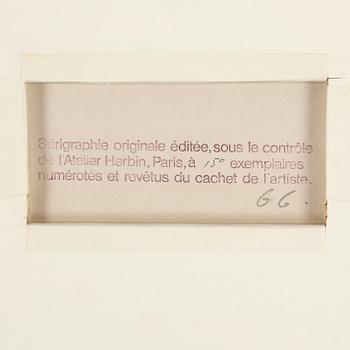 Sérigraphie originale éditée, sous le contrôle
de l'Atelier Herbin, Paris, à 150 exemplaires
numérotés et revêtus du cachet de l'artiste.
66.